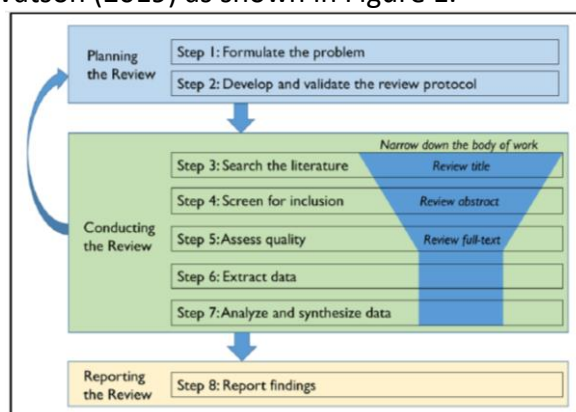 Watson (2019) as shown in Figure 1.
Planning
the Review
Step 1: Formulate the problem
Step 2: Develop and validate the review protocol
Narrow down the body of work
Conducting
the Review
Step 3: Search the literature
Review title
Step 4: Screen for inclusion
Review abstract
Step 5: Assess quality
Review full-text
Step 6: Extract data
Step 7: Analyze and synthesize data
Reporting
the Review
Step 8: Report findings